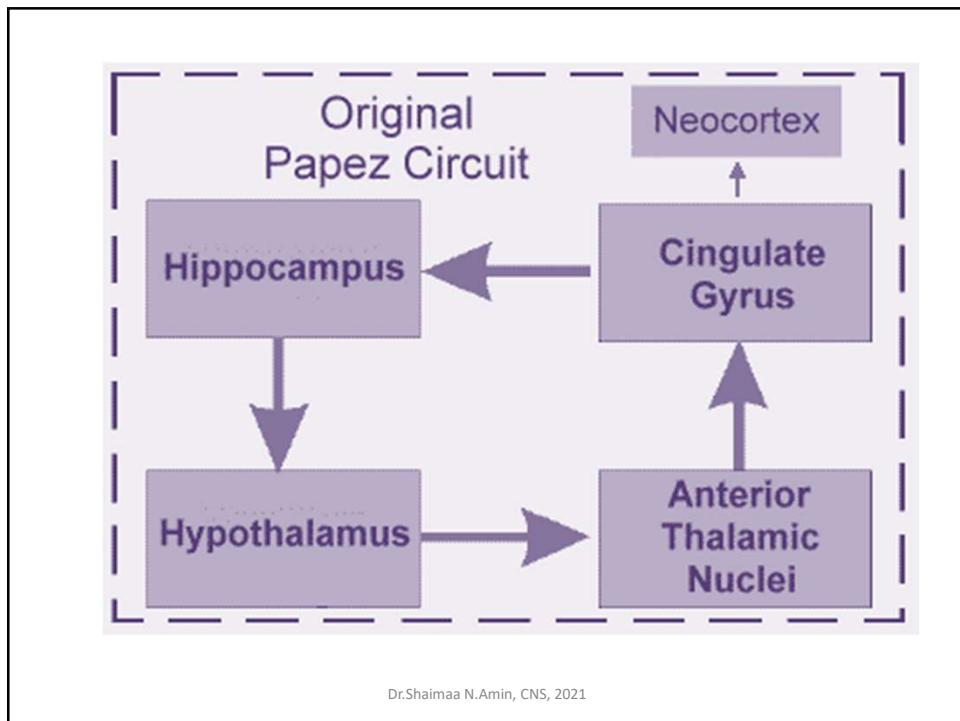 Original
Papez Circuit
Neocortex
Hippocampus
Cingulate
Gyrus
Hypothalamus
Anterior
Thalamic
Nuclei
Dr.Shaimaa N.Amin, CNS, 2021